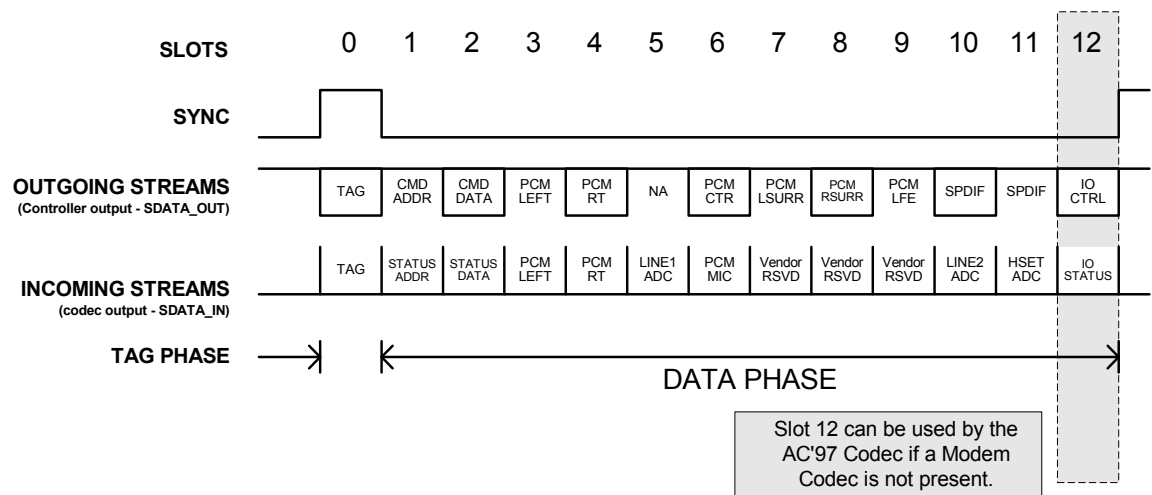 SLOTS 0 1 2 3 4 5 6 7 8 9 10 11 12
SYNC
OUTGOING STREAMS
(Controller output - SDATA_OUT)
TAG CMD ADDR CMD DATA PCM LEFT PCM RT NA PCM CTR PCM LSURR PCM RSURR PCM LFE SPDIF SPDIF IO CTRL
INCOMING STREAMS
(codec output - SDATA_IN)
TAG STATUS ADDR STATUS DATA PCM LEFT PCM RT LINE1 ADC PCM MIC Vendor RSVD Vendor RSVD Vendor RSVD LINE2 ADC HSET ADC IO STATUS
TAG PHASE
DATA PHASE
Slot 12 can be used by the
AC'97 Codec if a Modem
Codec is not present.